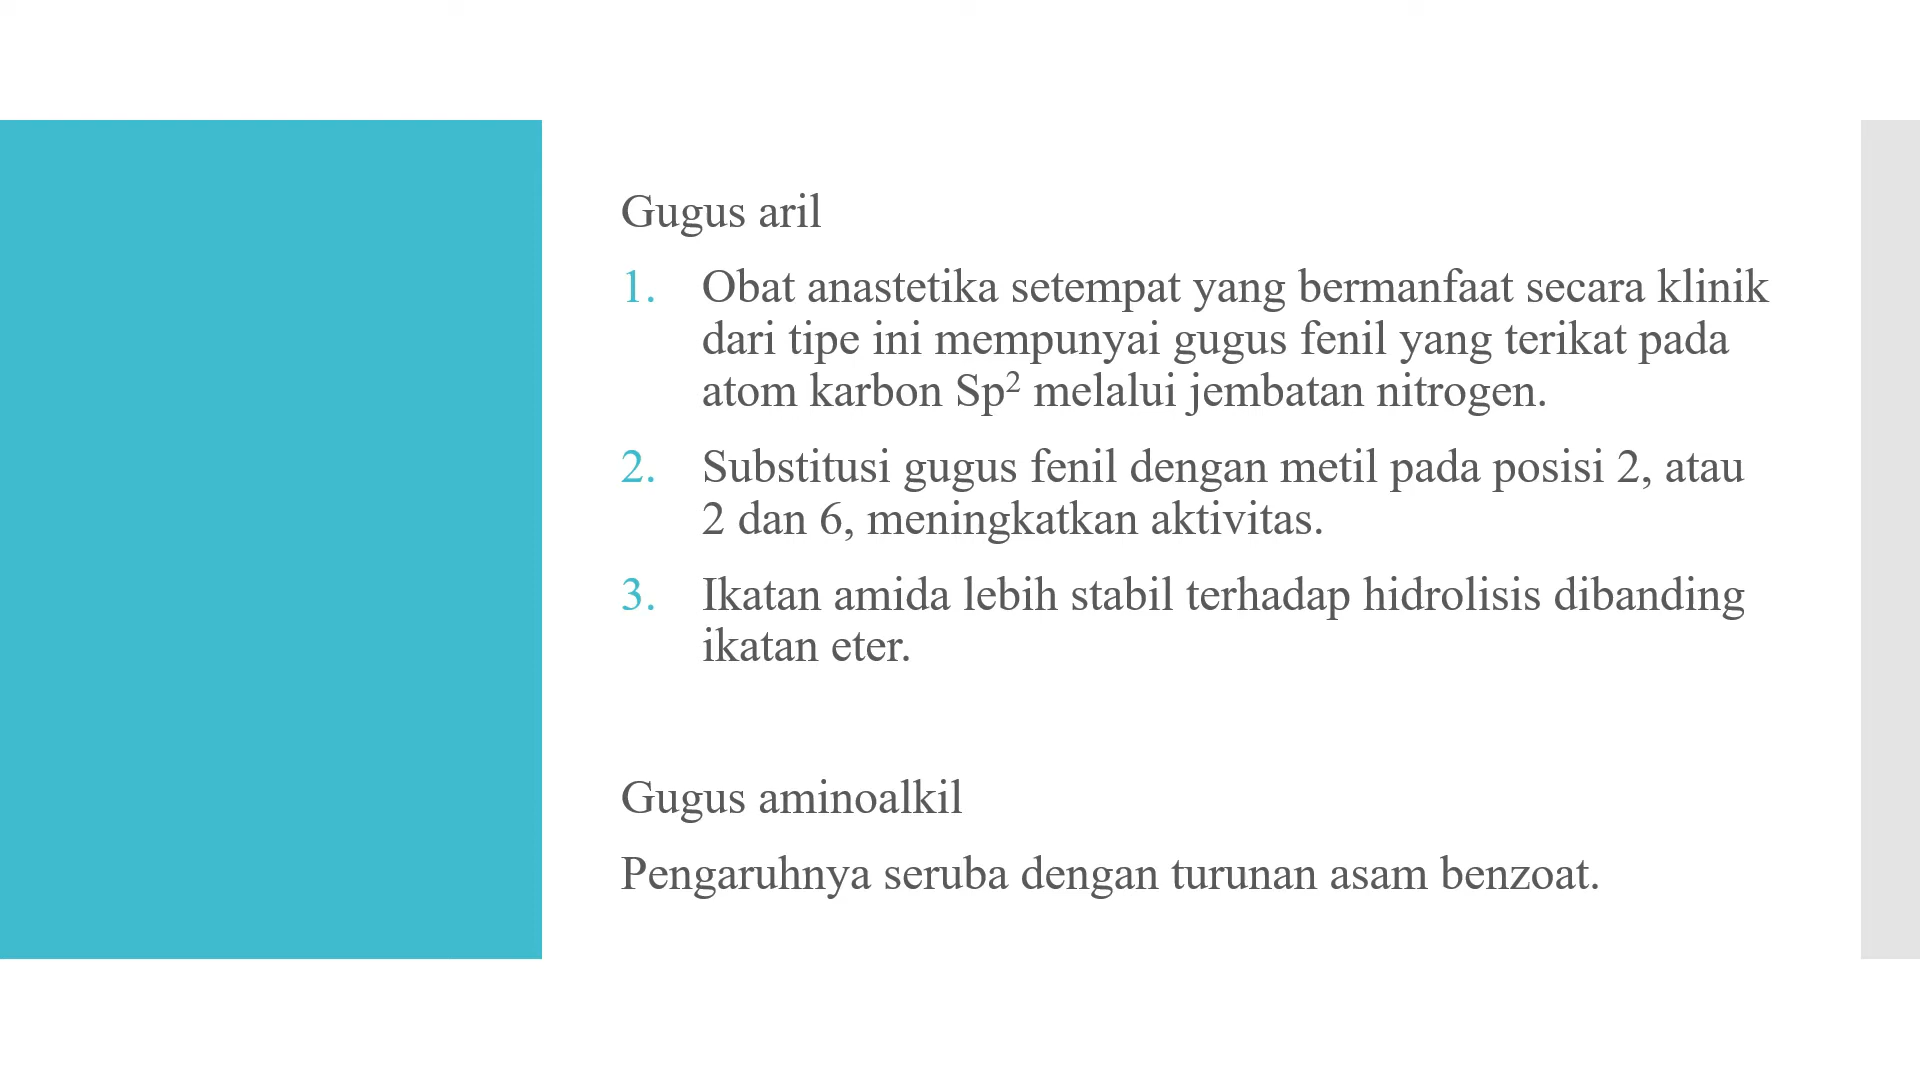 Gugus aril
1. Obat anastetika setempat yang bermanfaat secara klinik
dari tipe ini mempunyai gugus fenil yang terikat pada
atom karbon Sp² melalui jembatan nitrogen.
2. Substitusi gugus fenil dengan metil pada posisi 2, atau
2 dan 6, meningkatkan aktivitas.
3. Ikatan amida lebih stabil terhadap hidrolisis dibanding
ikatan eter.
Gugus aminoalkil
Pengaruhnya seruba dengan turunan asam benzoat.